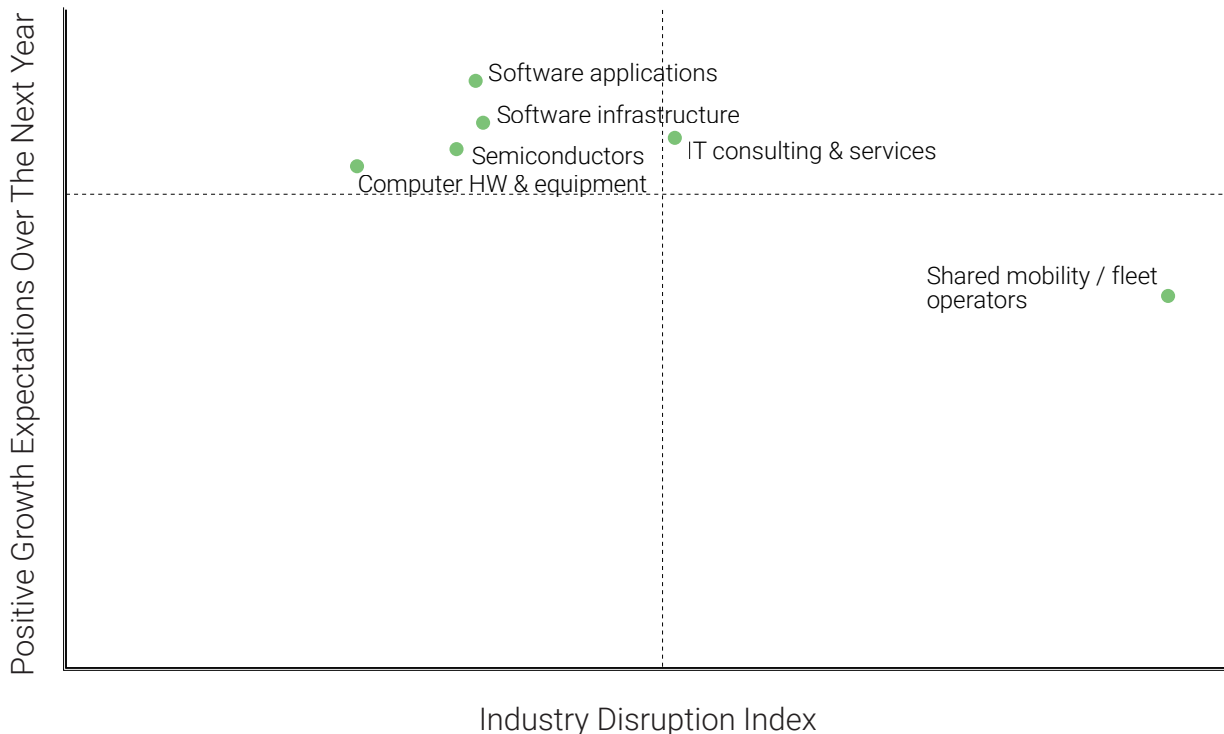 Positive Growth Expectations Over The Next Year
Software applications
Software infrastructure
IT consulting & services
Semiconductors
Computer HW & equipment
Shared mobility / fleet
operators
Industry Disruption Index